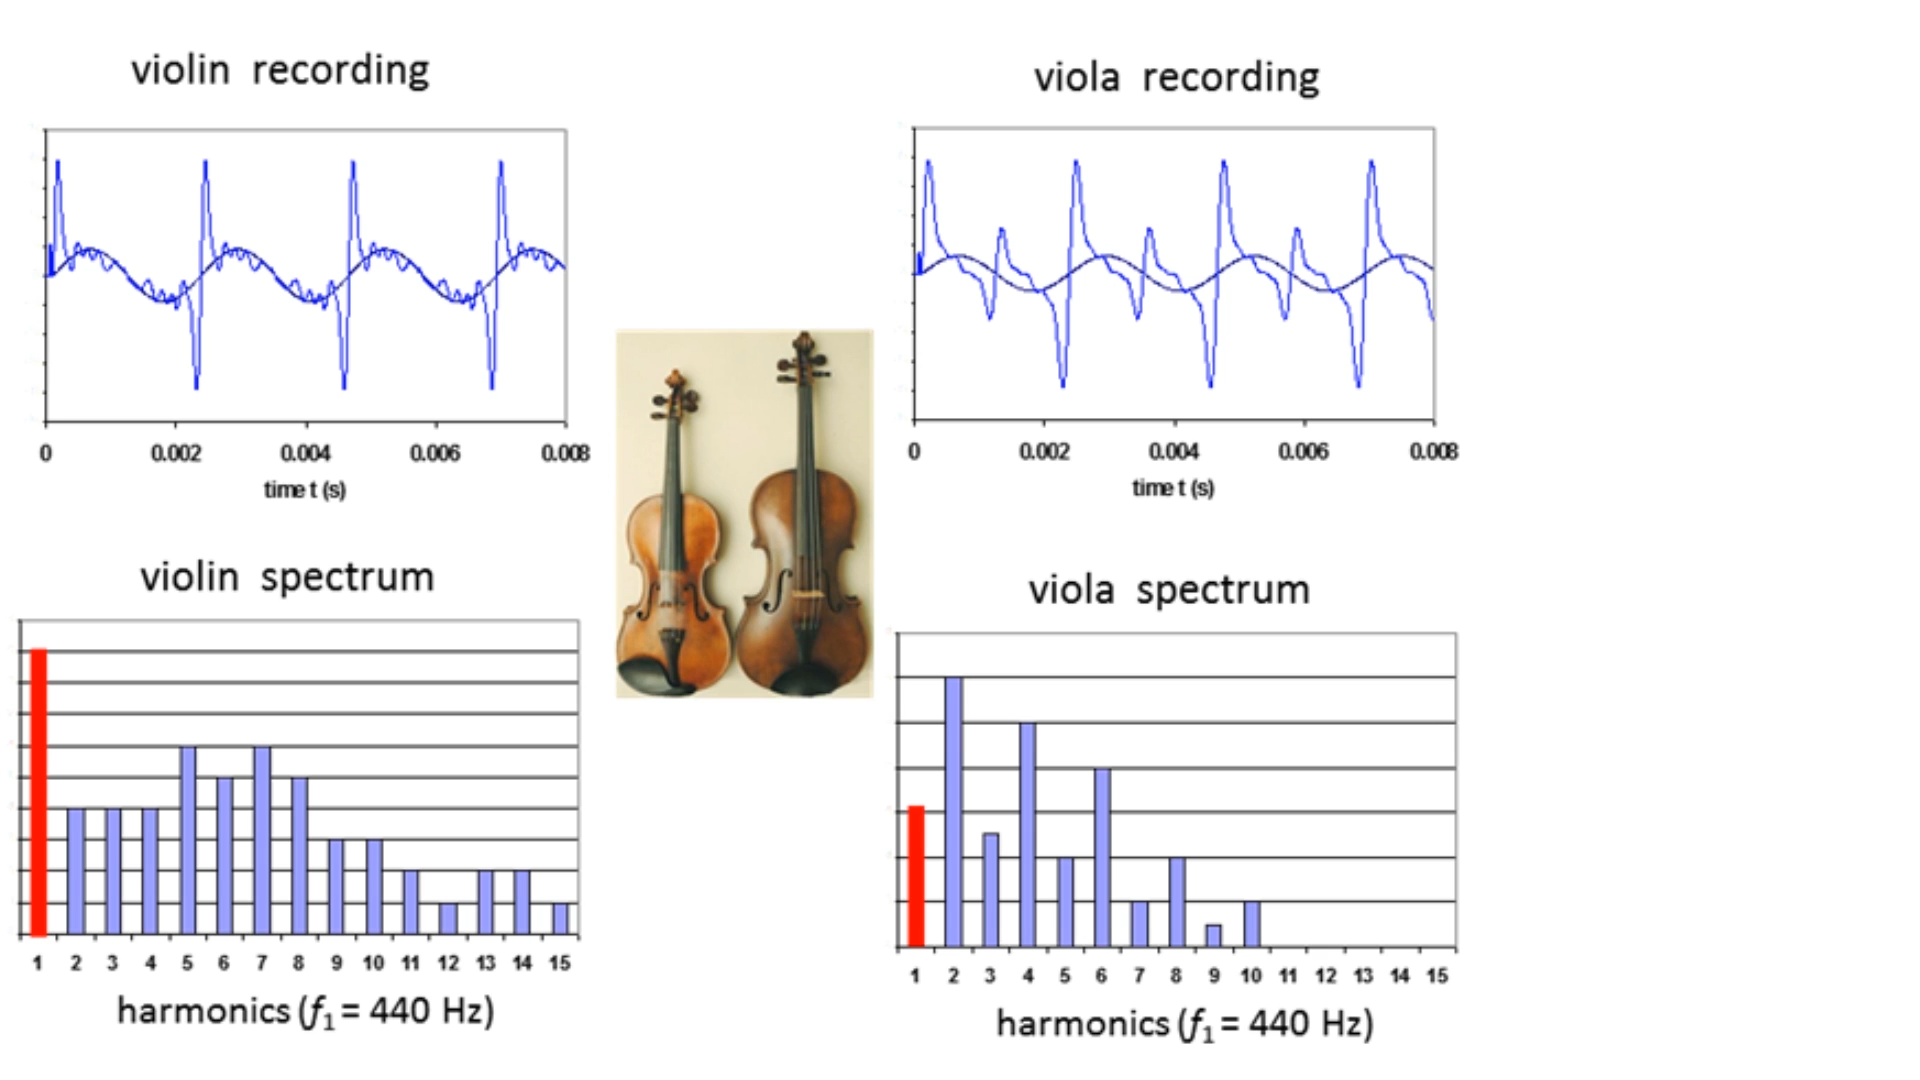 violin recording
viola recording
0 0.002 0.004 0.006 0.008
time t (s)
0 0.002 0.004 0.006 0.008
time t (s)
violin spectrum
viola spectrum
1 2 3 4 5 6 7 8 9 10 11 12 13 14 15
harmonics (f₁ = 440 Hz)
1 2 3 4 5 6 7 8 9 10 11 12 13 14 15
harmonics (f₁ = 440 Hz)